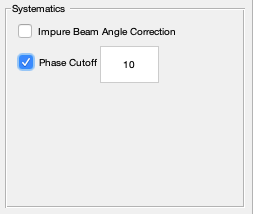 Systematics
Impure Beam Angle Correction
Phase Cutoff 10